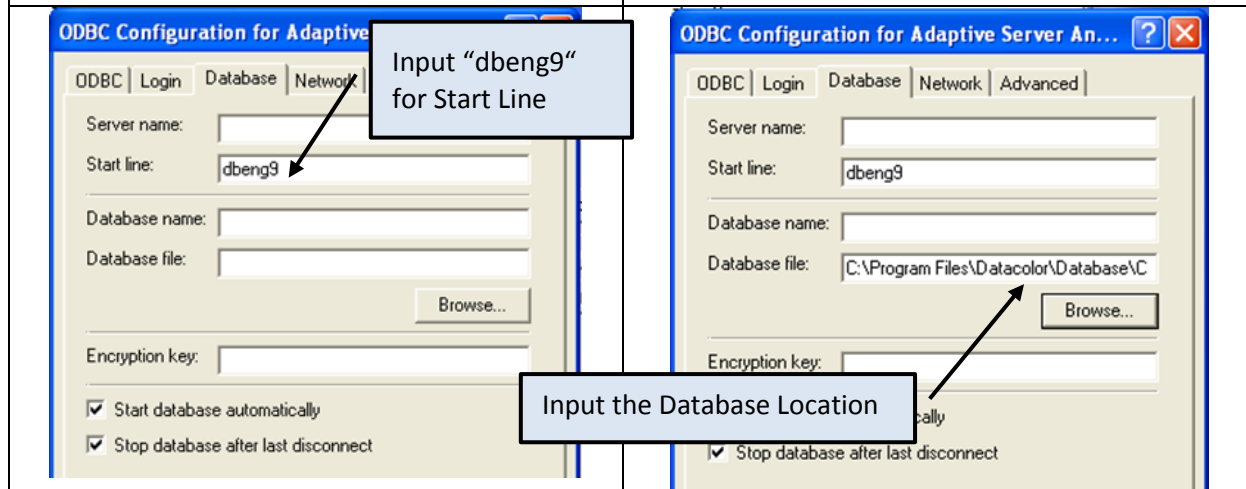 ODBC Configuration for Adaptive
Input “dbeng9“
for Start Line
ODBC Login Database Network
Server name:
Start line: dbeng9
Database name:
Database file:
Browse...
Encryption key:
Start database automatically
Stop database after last disconnect
ODBC Configuration for Adaptive Server An...
ODBC Login Database Network Advanced
Server name:
Start line: dbeng9
Database name:
Database file: C:\Program Files\Datacolor\Database\C
Browse...
Encryption key:
Input the Database Location
cally
Stop database after last disconnect